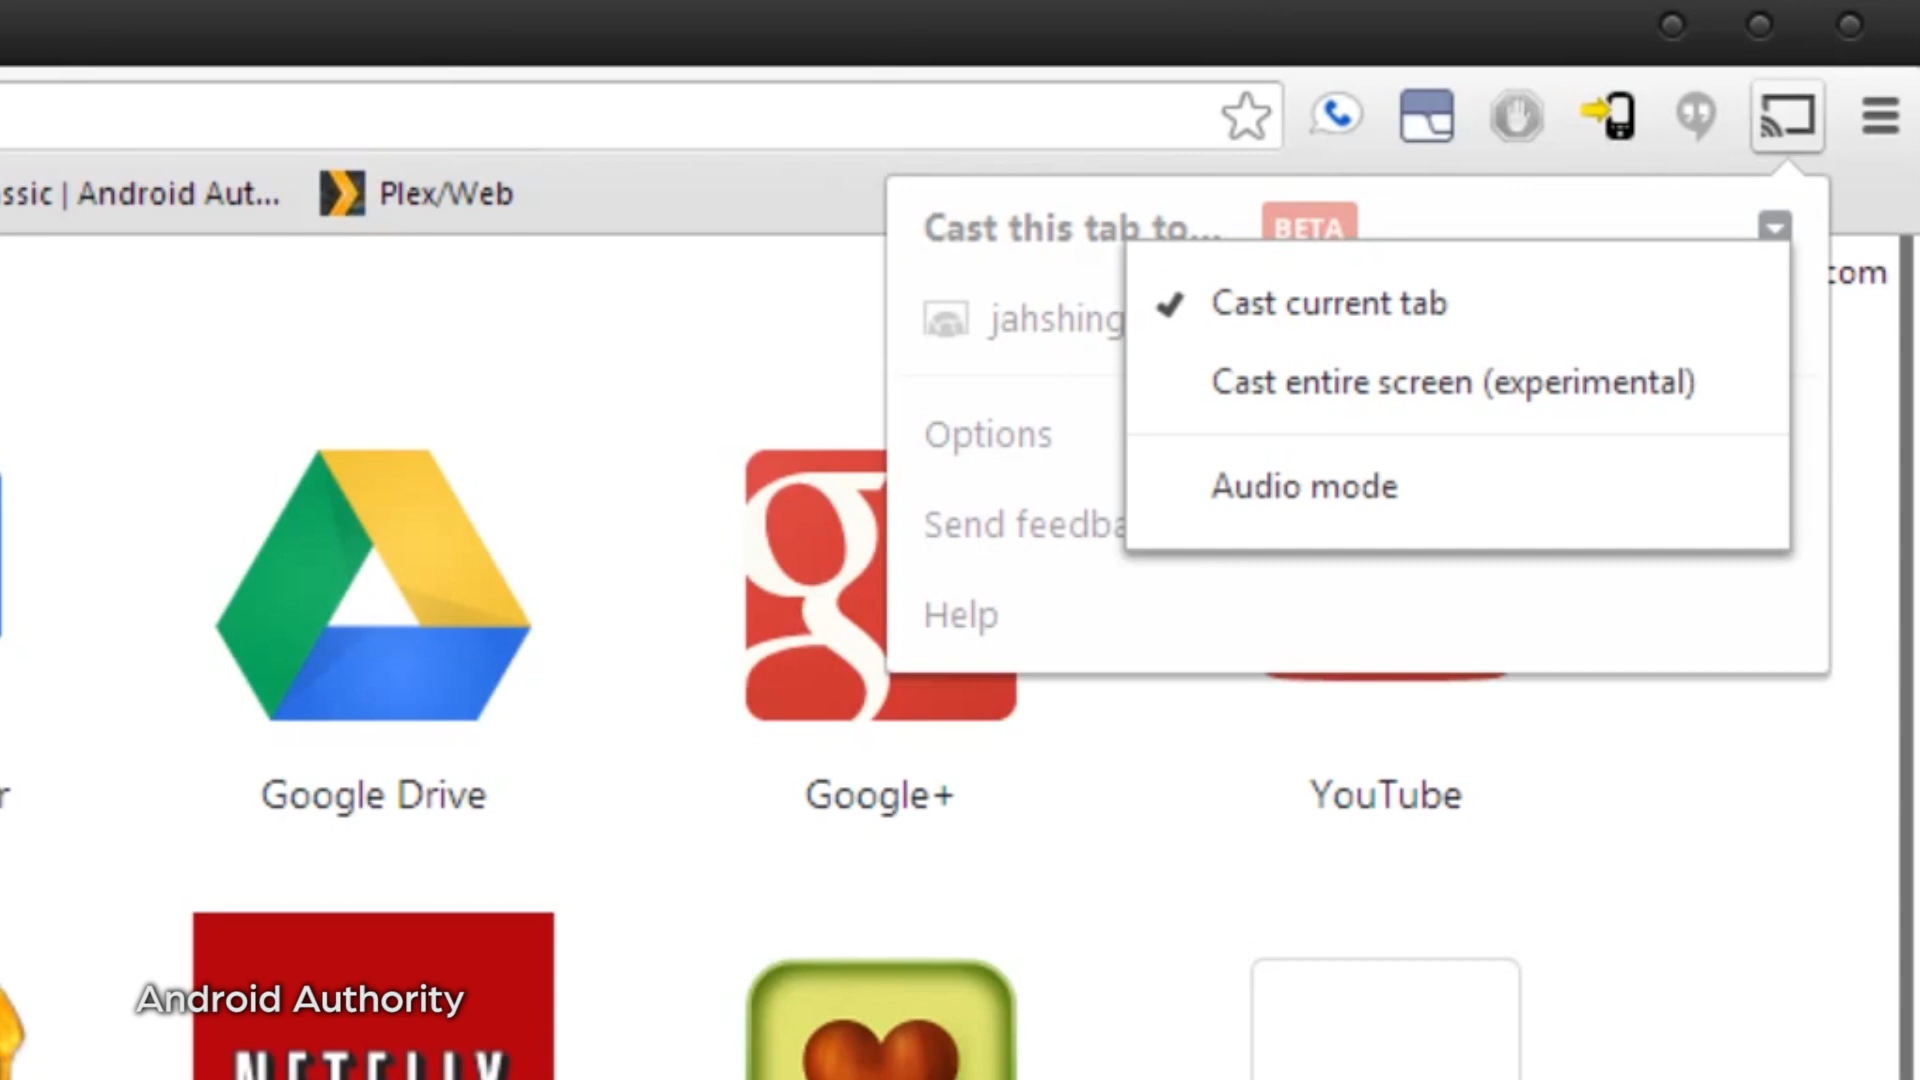 ssic | Android Aut...
Plex/Web
Cast this tab to...
BETA
com
jahshing
Cast current tab
Cast entire screen (experimental)
Options
Audio mode
Send feedba
Help
g
Google Drive
Google+
YouTube
r
Android Authority
NETFLIX